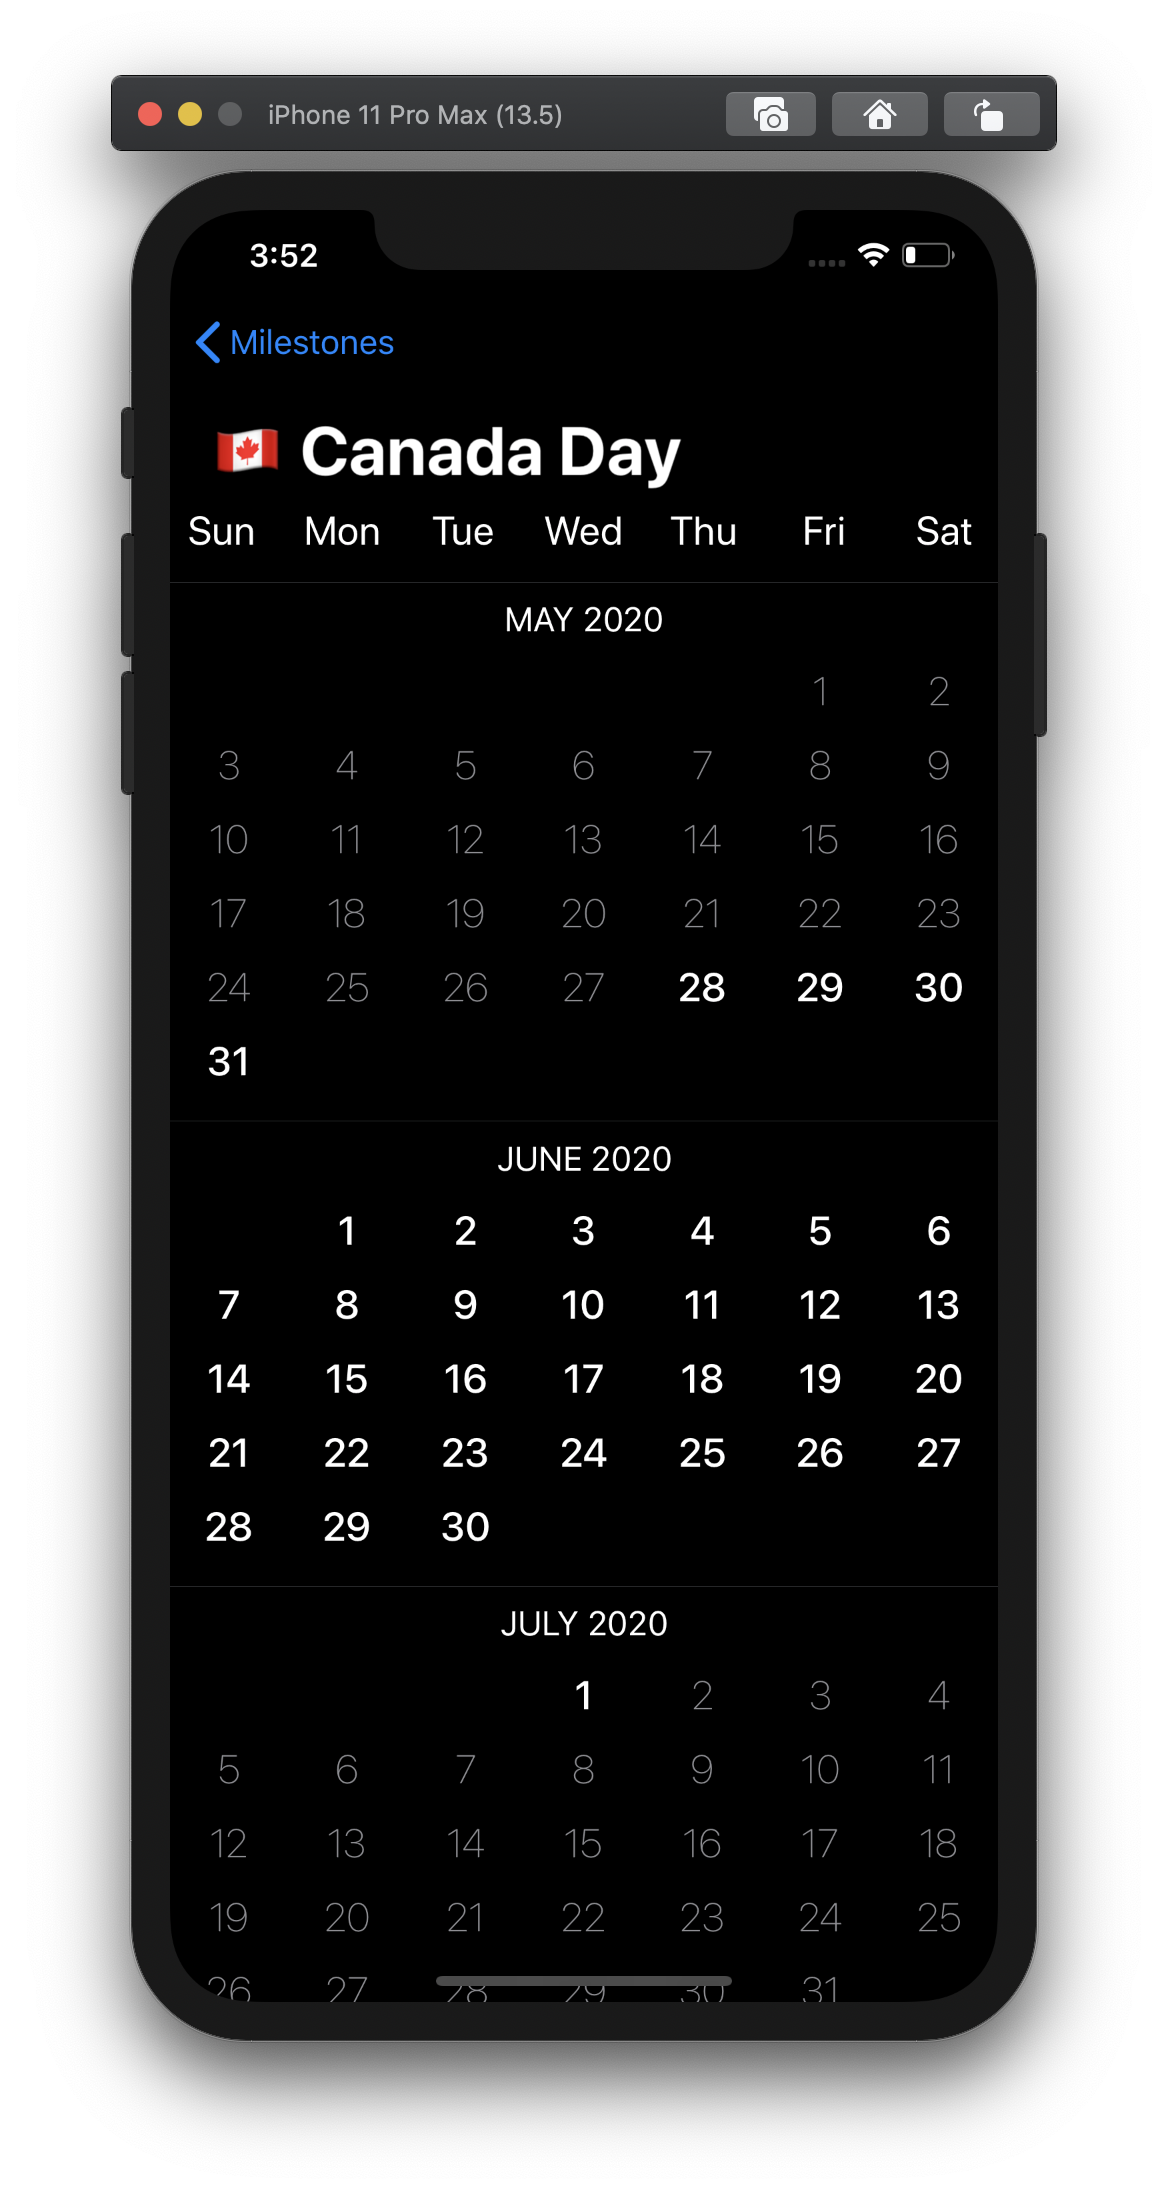 iPhone 11 Pro Max (13.5)
3:52
Milestones
🇨🇦 Canada Day
Sun Mon Tue Wed Thu Fri Sat
MAY 2020
1 2
3 4 5 6 7 8 9
10 11 12 13 14 15 16
17 18 19 20 21 22 23
24 25 26 27 28 29 30
31
JUNE 2020
1 2 3 4 5 6
7 8 9 10 11 12 13
14 15 16 17 18 19 20
21 22 23 24 25 26 27
28 29 30
JULY 2020
1 2 3 4
5 6 7 8 9 10 11
12 13 14 15 16 17 18
19 20 21 22 23 24 25
26 27 28 29 30 31